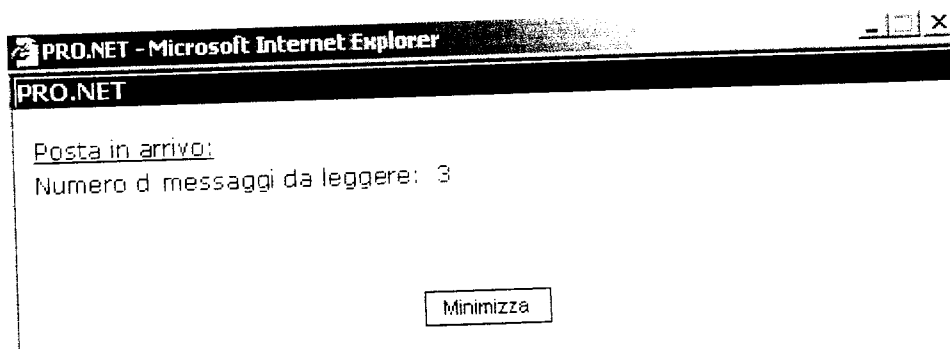 PRO.NET - Microsoft Internet Explorer
PRO.NET
Posta in arrivo:
Numero d messaggi da leggere: 3
Minimizza